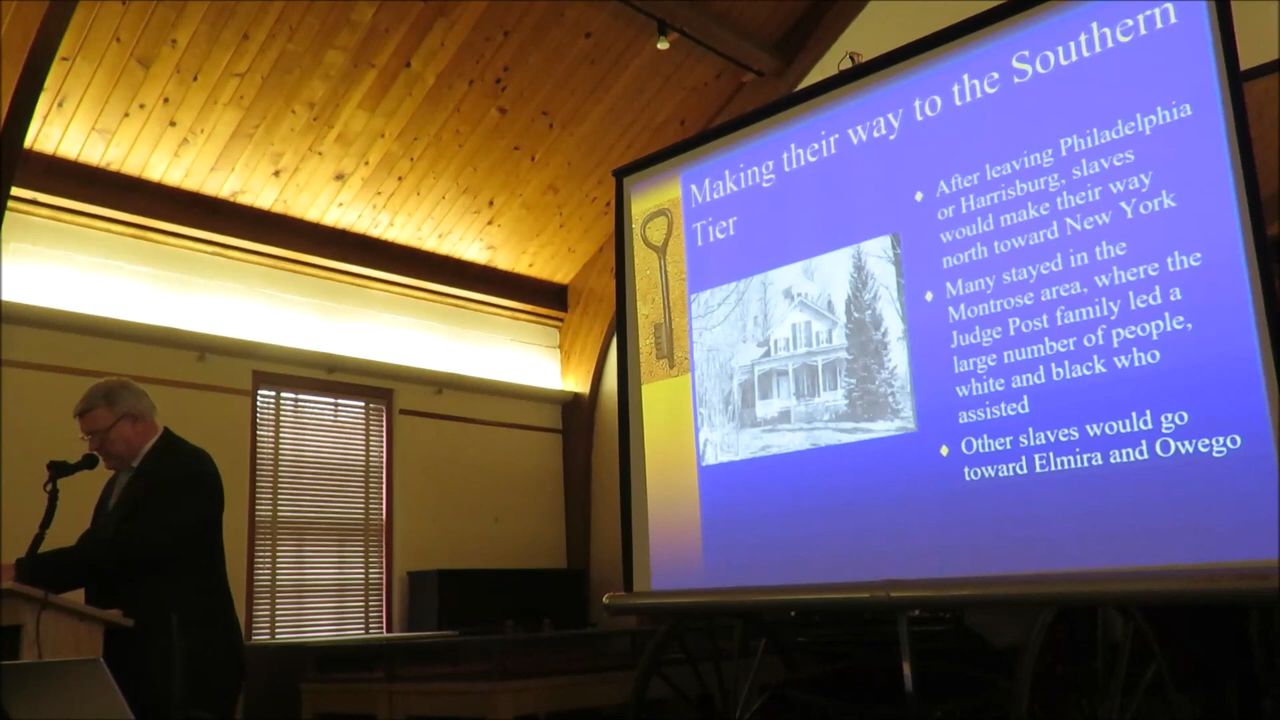 Making their way to the Southern
Tier
After leaving Philadelphia
or Harrisburg, slaves
would make their way
north toward New York
Many stayed in the
Montrose area, where the
Judge Post family led a
large number of people,
white and black who
assisted
Other slaves would go
toward Elmira and Owego